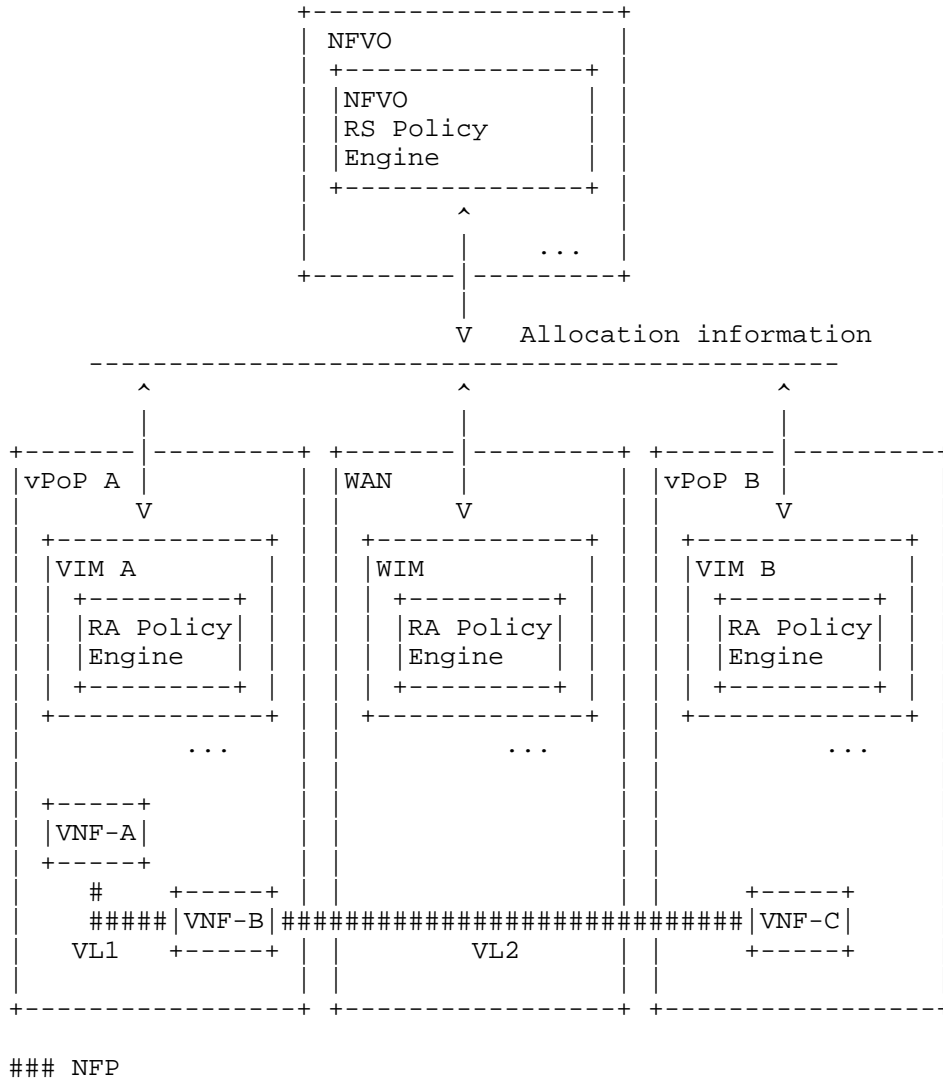 NFVO
NFVO
RS Policy
Engine
...
Allocation information
vPoP A WAN vPoP B
VIM A WIM VIM B
RA Policy RA Policy RA Policy
Engine Engine Engine
... ... ...
VNF-A
#
##### VNF-B ############################# VNF-C
VL1 VL2
### NFP